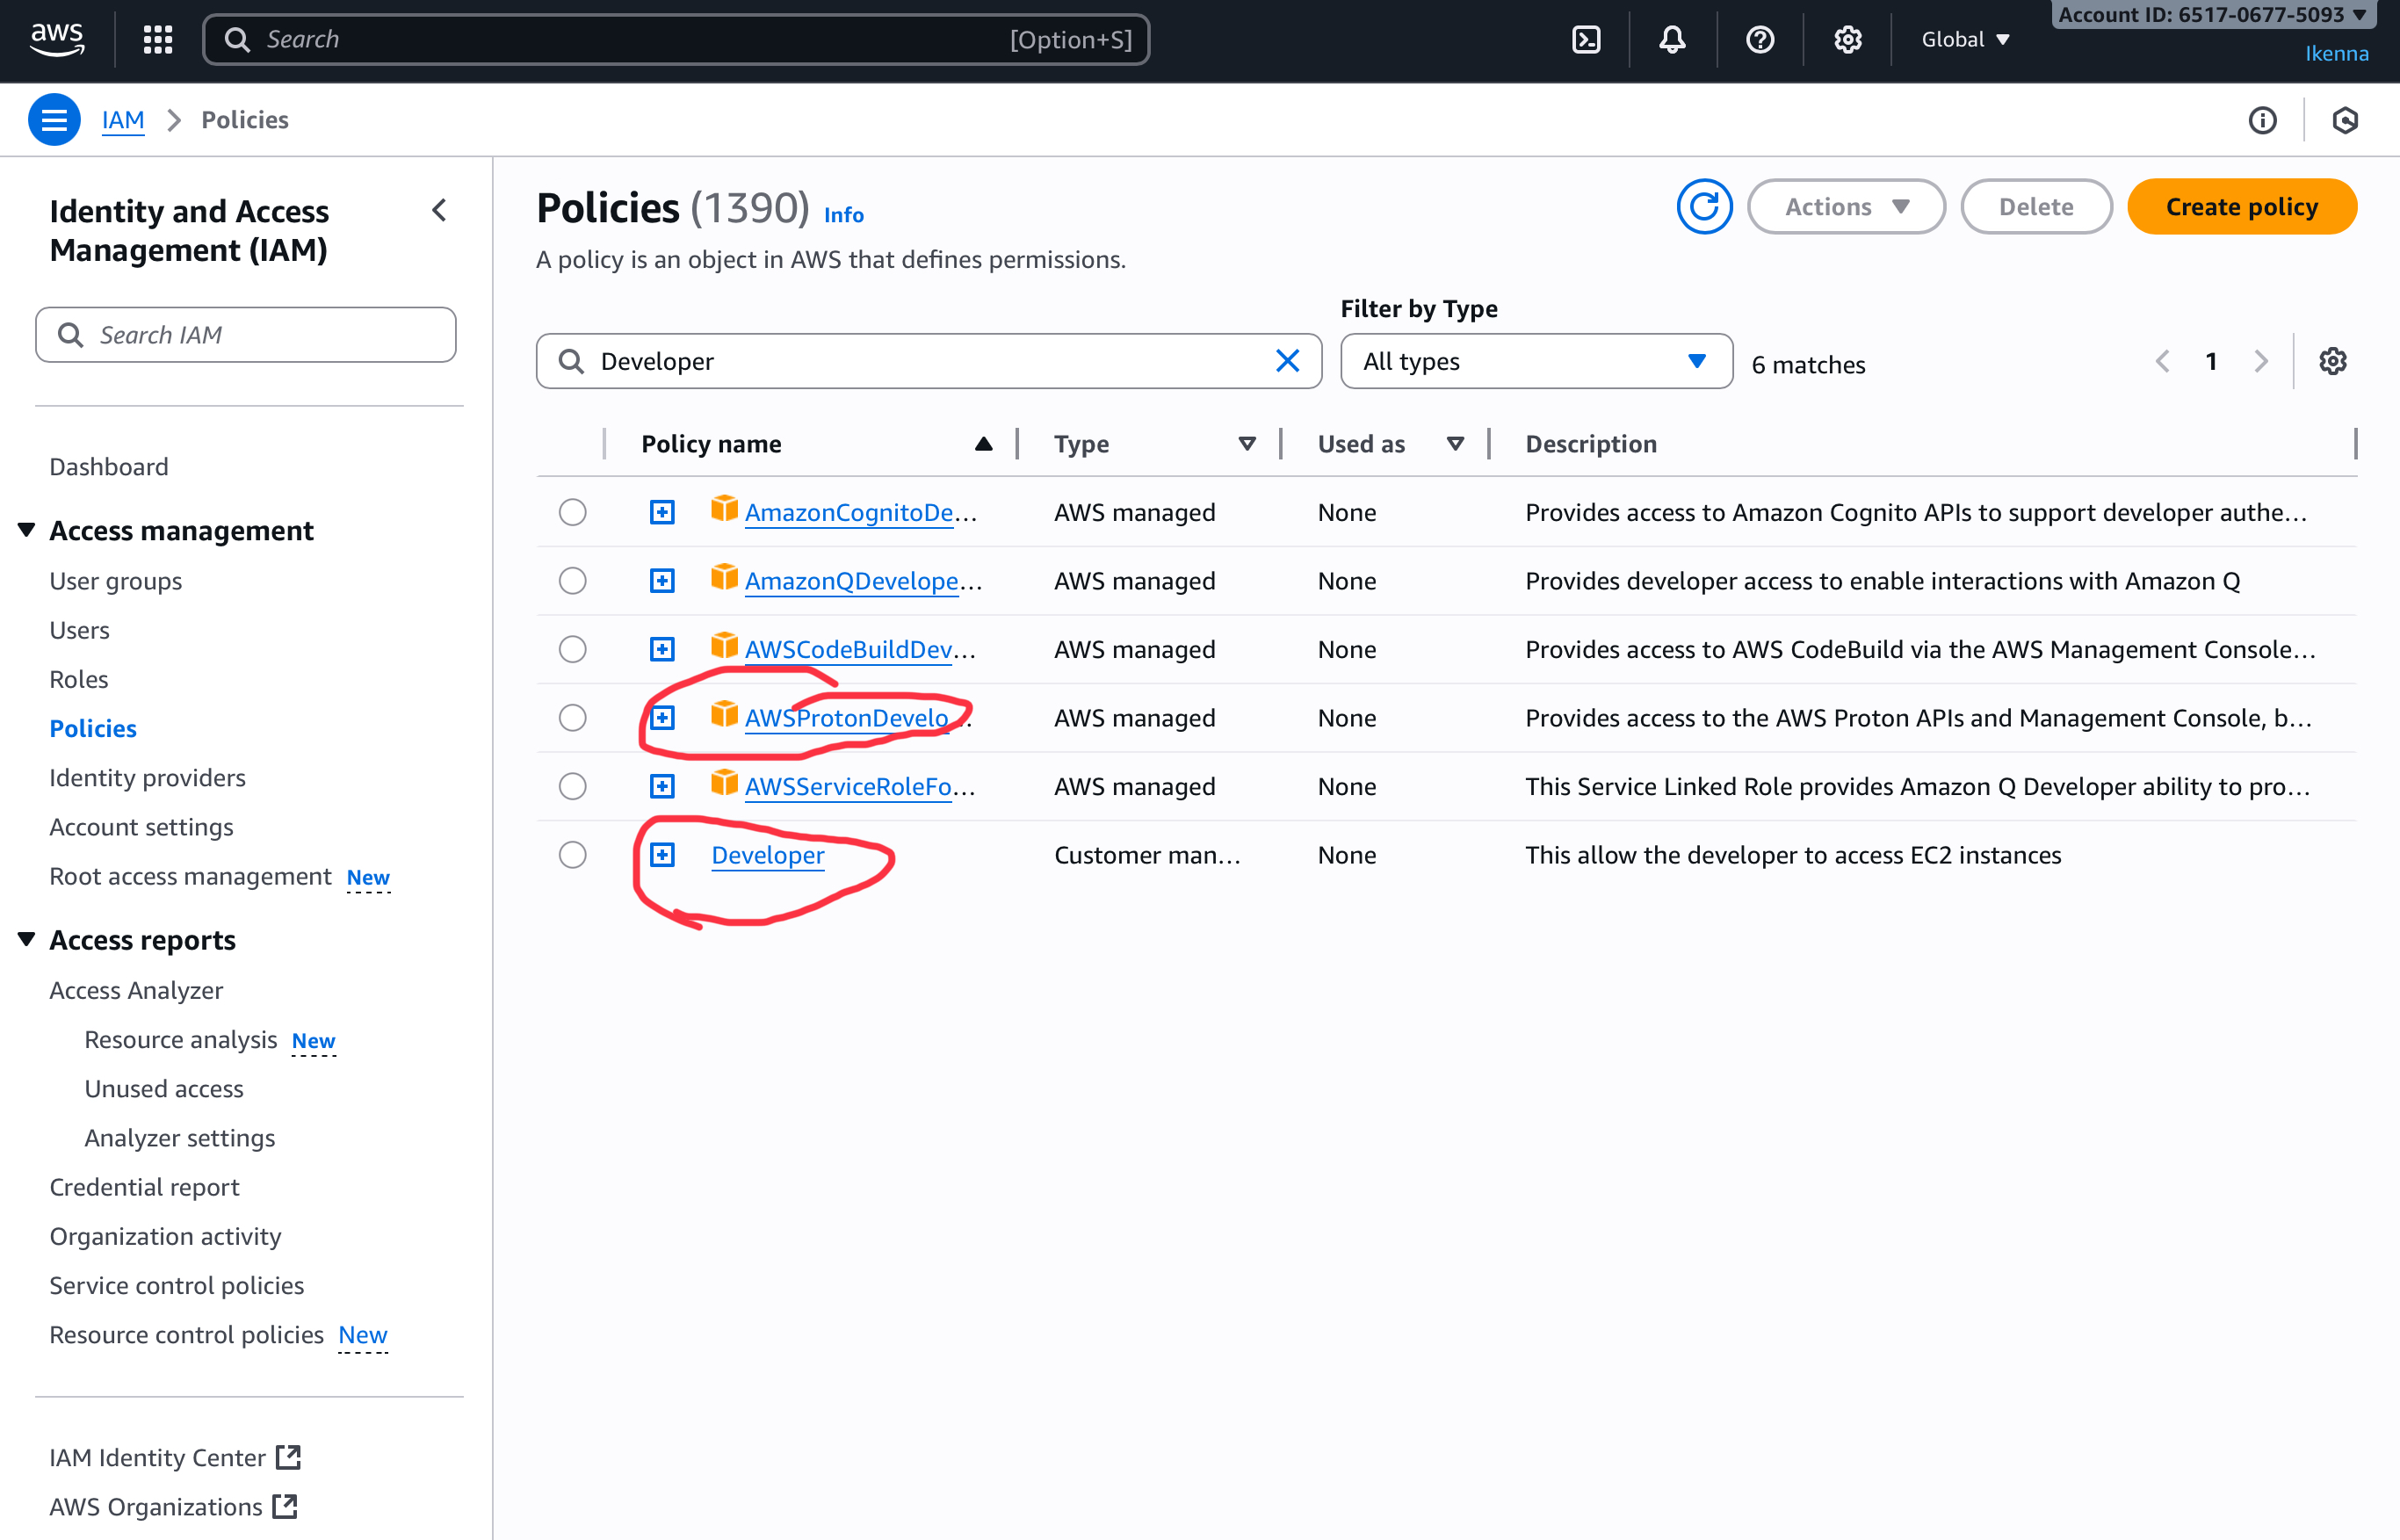 aws
Search [Option+S]
Global
Account ID: 6517-0677-5093
Ikenna
IAM
Policies
Identity and Access
Management (IAM)
Search IAM
Dashboard
Access management
User groups
Users
Roles
Policies
Identity providers
Account settings
Root access management New
Access reports
Access Analyzer
Resource analysis New
Unused access
Analyzer settings
Credential report
Organization activity
Service control policies
Resource control policies New
IAM Identity Center
AWS Organizations
Policies (1390) Info
Actions
Delete
Create policy
A policy is an object in AWS that defines permissions.
Filter by Type
Developer
All types
6 matches
1
Policy name Type Used as Description
AmazonCognitoDe… AWS managed None Provides access to Amazon Cognito APIs to support developer authe…
AmazonQDevelope… AWS managed None Provides developer access to enable interactions with Amazon Q
AWSCodeBuildDev… AWS managed None Provides access to AWS CodeBuild via the AWS Management Console…
AWSProtonDevelo… AWS managed None Provides access to the AWS Proton APIs and Management Console, b…
AWSServiceRoleFo… AWS managed None This Service Linked Role provides Amazon Q Developer ability to pro…
Developer Customer man… None This allow the developer to access EC2 instances